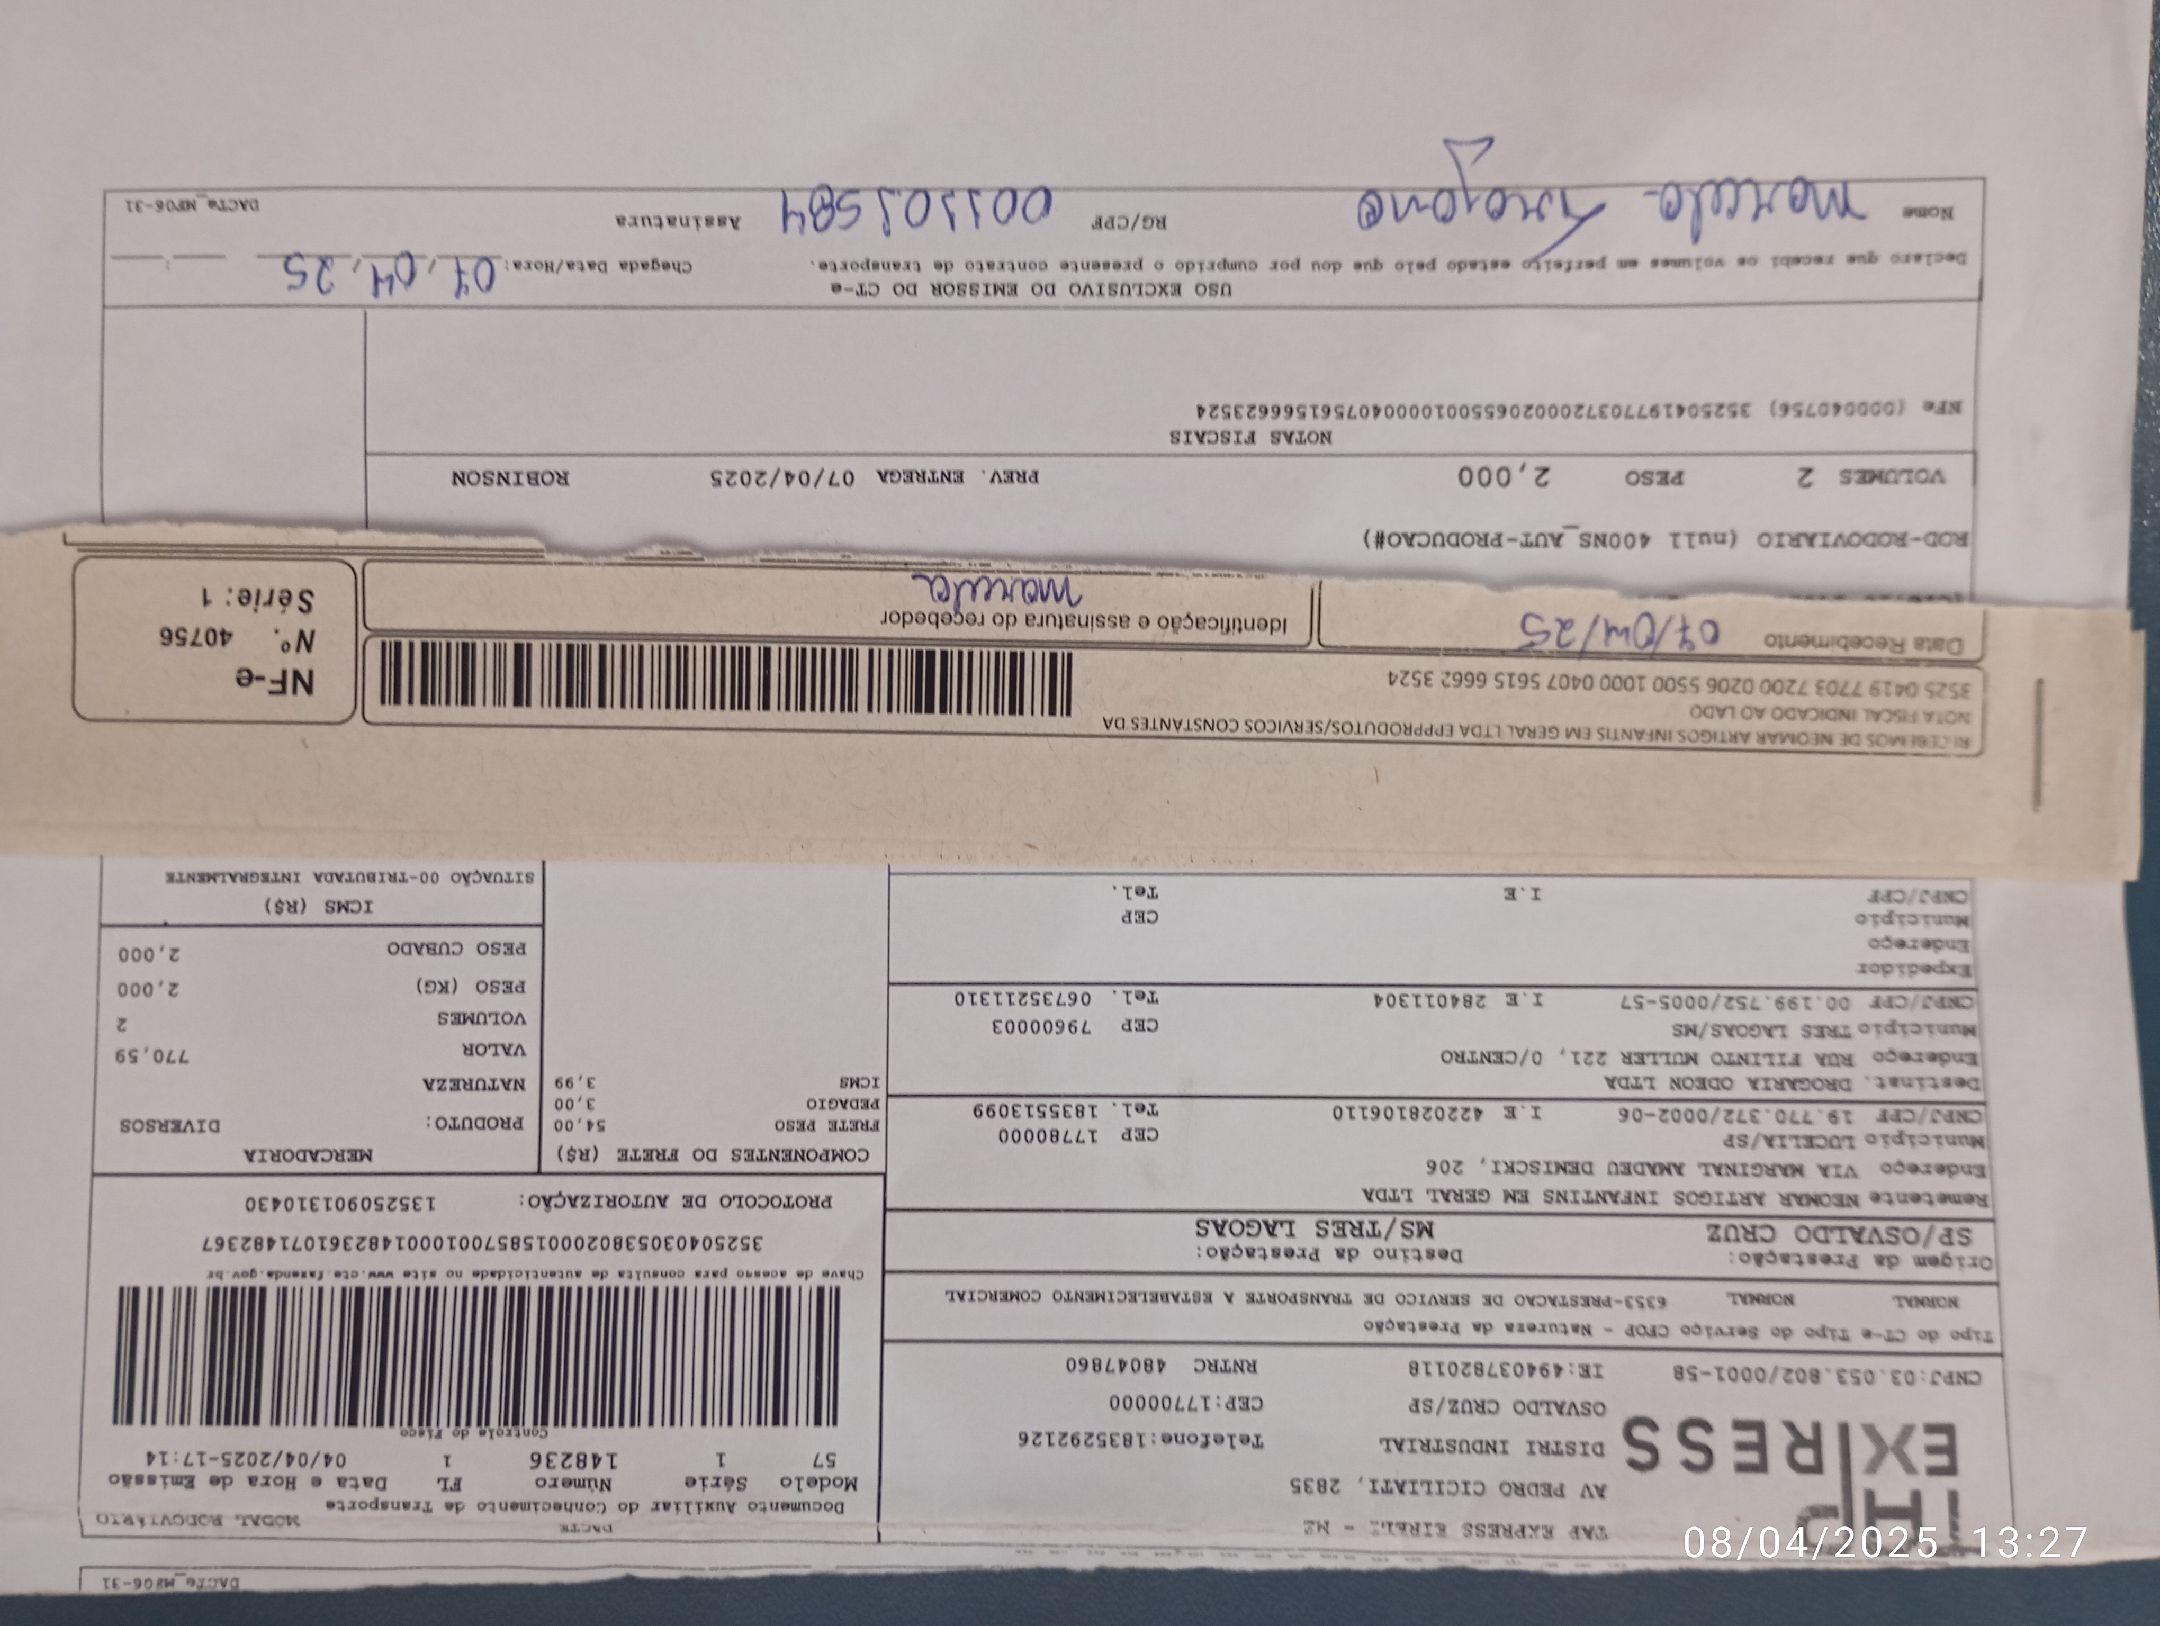 DACTe_MP06-31
TAF EXPRESS EIRELI - ME
AV PEDRO CICILIATI, 2835
DISTRI INDUSTRIAL
Telefone:1835292126
OSVALDO CRUZ/SP
CEP:17700000
CNPJ:03.053.802/0001-58 IE:494037820118 RNTRC 48047860
EXPRESS
DACTE
MODAL RODOVIÁRIO
Documento Auxiliar do Conhecimento de Transporte
Modelo Série Número FL Data e Hora de Emissão
57 1 148236 1 04/04/2025-17:14
Controle do Fisco
Chave de acesso para consulta de autenticidade no site www.cte.fazenda.gov.br
35250403053802000158570010001482361071482367
PROTOCOLO DE AUTORIZAÇÃO: 135250901310430
Tipo do CT-e Tipo do Serviço CFOP - Natureza da Prestação
NORMAL NORMAL 6353-PRESTACAO DE SERVICO DE TRANSPORTE A ESTABELECIMENTO COMERCIAL
Origem da Prestação: Destino da Prestação:
SP/OSVALDO CRUZ MS/TRES LAGOAS
Remetente NEOMAR ARTIGOS INFANTINS EM GERAL LTDA
Endereço VIA MARGINAL AMADEU DEMISCKI, 206
Município LUCELIA/SP CEP 17780000
CNPJ/CPF 19.770.372/0002-06 I.E 422028106110 Tel. 1835513099
Destinat. DROGARIA ODEON LTDA
Endereço RUA FILINTO MULLER 221, 0/CENTRO
Município TRES LAGOAS/MS CEP 79600003
CNPJ/CPF 00.199.752/0005-57 I.E 284011304 Tel. 06735211310
Expedidor
Endereço
Município CEP
CNPJ/CPF I.E Tel.
COMPONENTES DO FRETE (R$)
FRETE PESO 54,00
PEDAGIO 3,00
ICMS 3,99
MERCADORIA
PRODUTO: DIVERSOS
NATUREZA
VALOR 770,59
VOLUMES 2
PESO (KG) 2,000
PESO CUBADO 2,000
ICMS (R$)
SITUAÇÃO 00-TRIBUTADA INTEGRALMENTE
RECEBEMOS DE NEOMAR ARTIGOS INFANTIS EM GERAL LTDA EPPPRODUTOS/SERVICOS CONSTANTES DA
NOTA FISCAL INDICADO AO LADO
3525 0419 7703 7200 0206 5500 1000 0407 5615 6662 3524
Data Recebimento 07/04/25
Identificação e assinatura do recebedor
Marcela
NF-e
Nº. 40756
Série: 1
ROD-RODOVIARIO (null 400NS_AUT-PRODUCAO#)
VOLUMES 2 PESO 2,000 PREV. ENTREGA 07/04/2025 ROBINSON
NOTAS FISCAIS
NFe (000040756) 35250419770372000206550010000407561566623524
USO EXCLUSIVO DO EMISSOR DO CT-e
Declaro que recebi os volumes em perfeito estado pelo que dou por cumprido o presente contrato de transporte. Chegada Data/Hora: 07/04/25
Nome Marcela RG/CPF 001101584 Assinatura
DACTe_MP06-31
08/04/2025 13:27